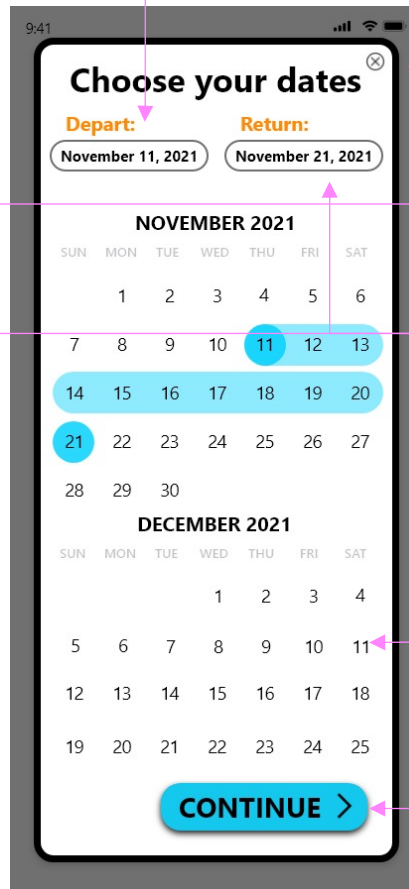 9:41
Choose your dates
Depart: Return:
November 11, 2021 November 21, 2021
NOVEMBER 2021
SUN MON TUE WED THU FRI SAT
1 2 3 4 5 6
7 8 9 10 11 12 13
14 15 16 17 18 19 20
21 22 23 24 25 26 27
28 29 30
DECEMBER 2021
SUN MON TUE WED THU FRI SAT
1 2 3 4
5 6 7 8 9 10 11
12 13 14 15 16 17 18
19 20 21 22 23 24 25
CONTINUE